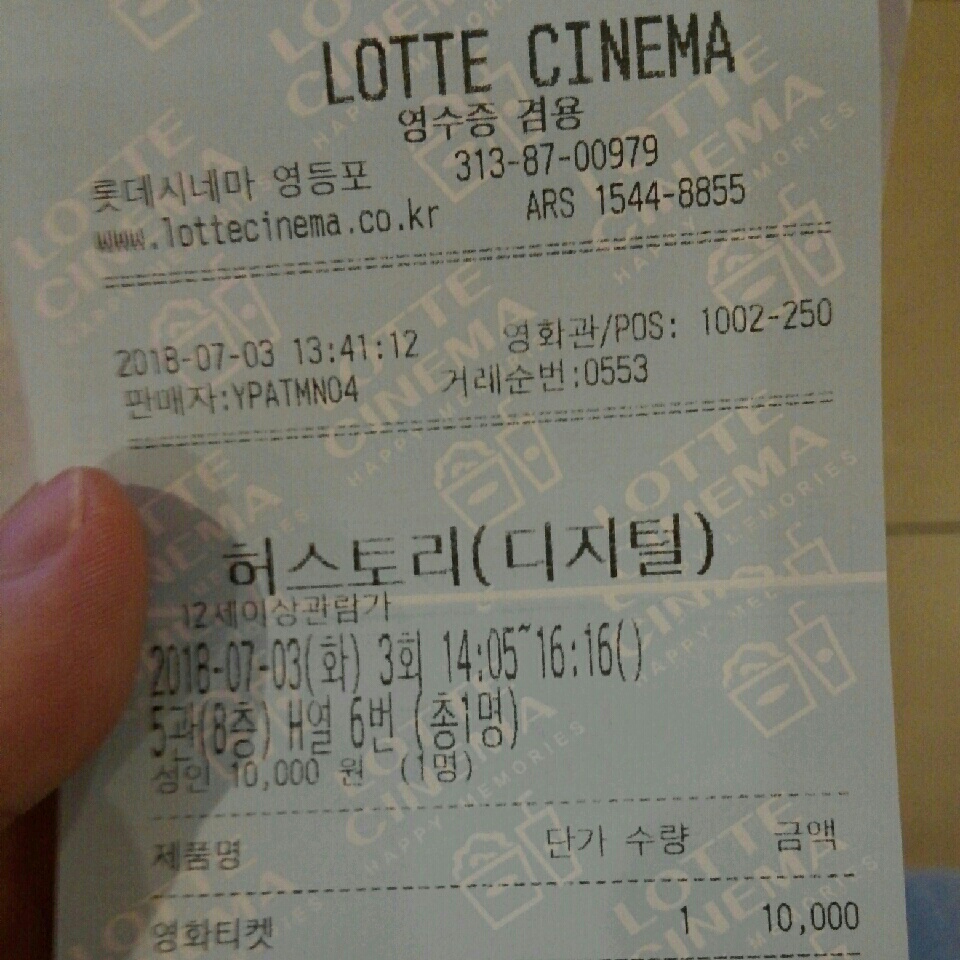 LOTTE CINEMA
영수증 겸용
롯데시네마 영등포 313-87-00979
www.lottecinema.co.kr ARS 1544-8855
2018-07-03 13:41:12 영화관/POS: 1002-250
판매자:YPATMN04 거래순번:0553
허스토리(디지털)
12세이상관람가
2018-07-03(화) 3회 14:05~16:16()
5관(8층) H열 6번 (총1명)
성인 10,000 원 (1명)
제품명 단가 수량 금액
영화티켓 1 10,000
LOTTE CINEMA
HAPPY MEMORIES